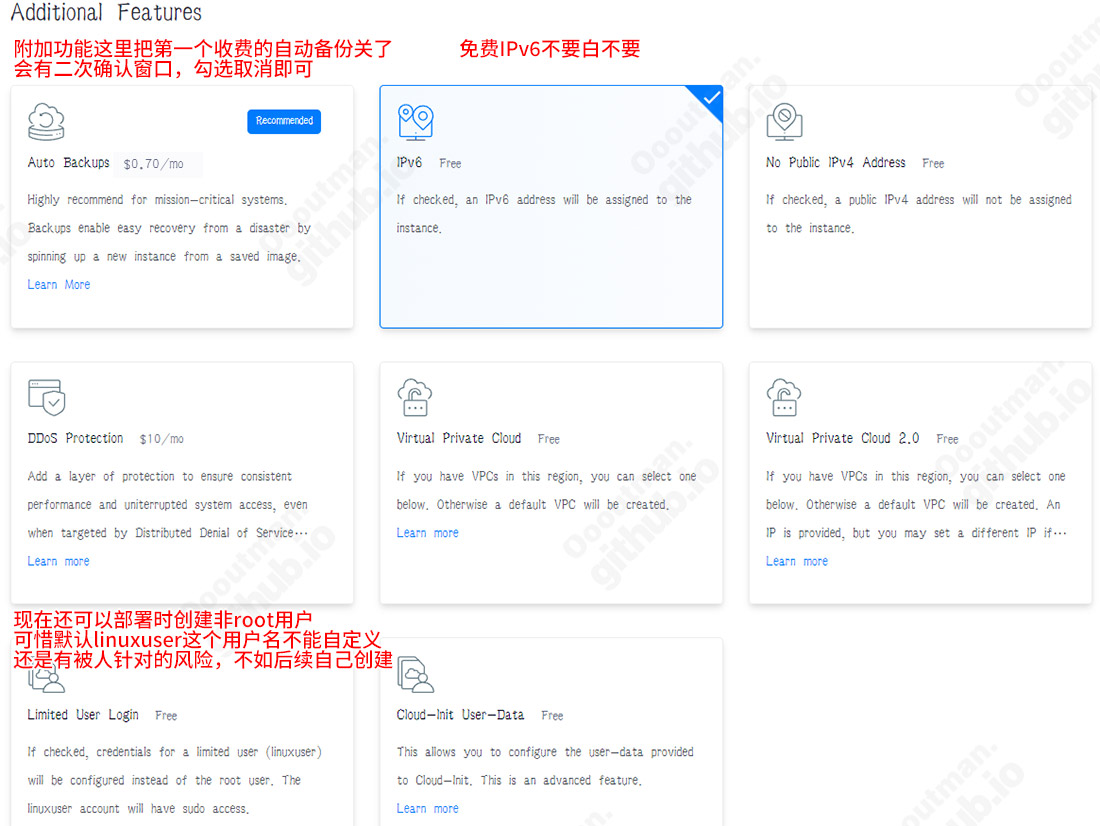 Additional Features
附加功能这里把第一个收费的自动备份关了
会有二次确认窗口，勾选取消即可
免费IPv6不要白不要
Recommended
Auto Backups $0.70/mo
Highly recommend for mission-critical systems.
Backups enable easy recovery from a disaster by
spinning up a new instance from a saved image.
Learn More
IPv6 Free
If checked, an IPv6 address will be assigned to the
instance.
No Public IPv4 Address Free
If checked, a public IPv4 address will not be assigned
to the instance.
DDoS Protection $10/mo
Add a layer of protection to ensure consistent
performance and uninterrupted system access, even
when targeted by Distributed Denial of Service...
Learn more
Virtual Private Cloud Free
If you have VPCs in this region, you can select one
below. Otherwise a default VPC will be created.
Learn more
Virtual Private Cloud 2.0 Free
If you have VPCs in this region, you can select one
below. Otherwise a default VPC will be created. An
IP is provided, but you may set a different IP if...
Learn more
现在还可以部署时创建非root用户
可惜默认linuxuser这个用户名不能自定义
还是有被人针对的风险，不如后续自己创建
Limited User Login Free
If checked, credentials for a limited user (linuxuser)
will be configured instead of the root user. The
linuxuser account will have sudo access.
Cloud-Init User-Data Free
This allows you to configure the user-data provided
to Cloud-Init. This is an advanced feature.
Learn more
Oooutman.
github.io